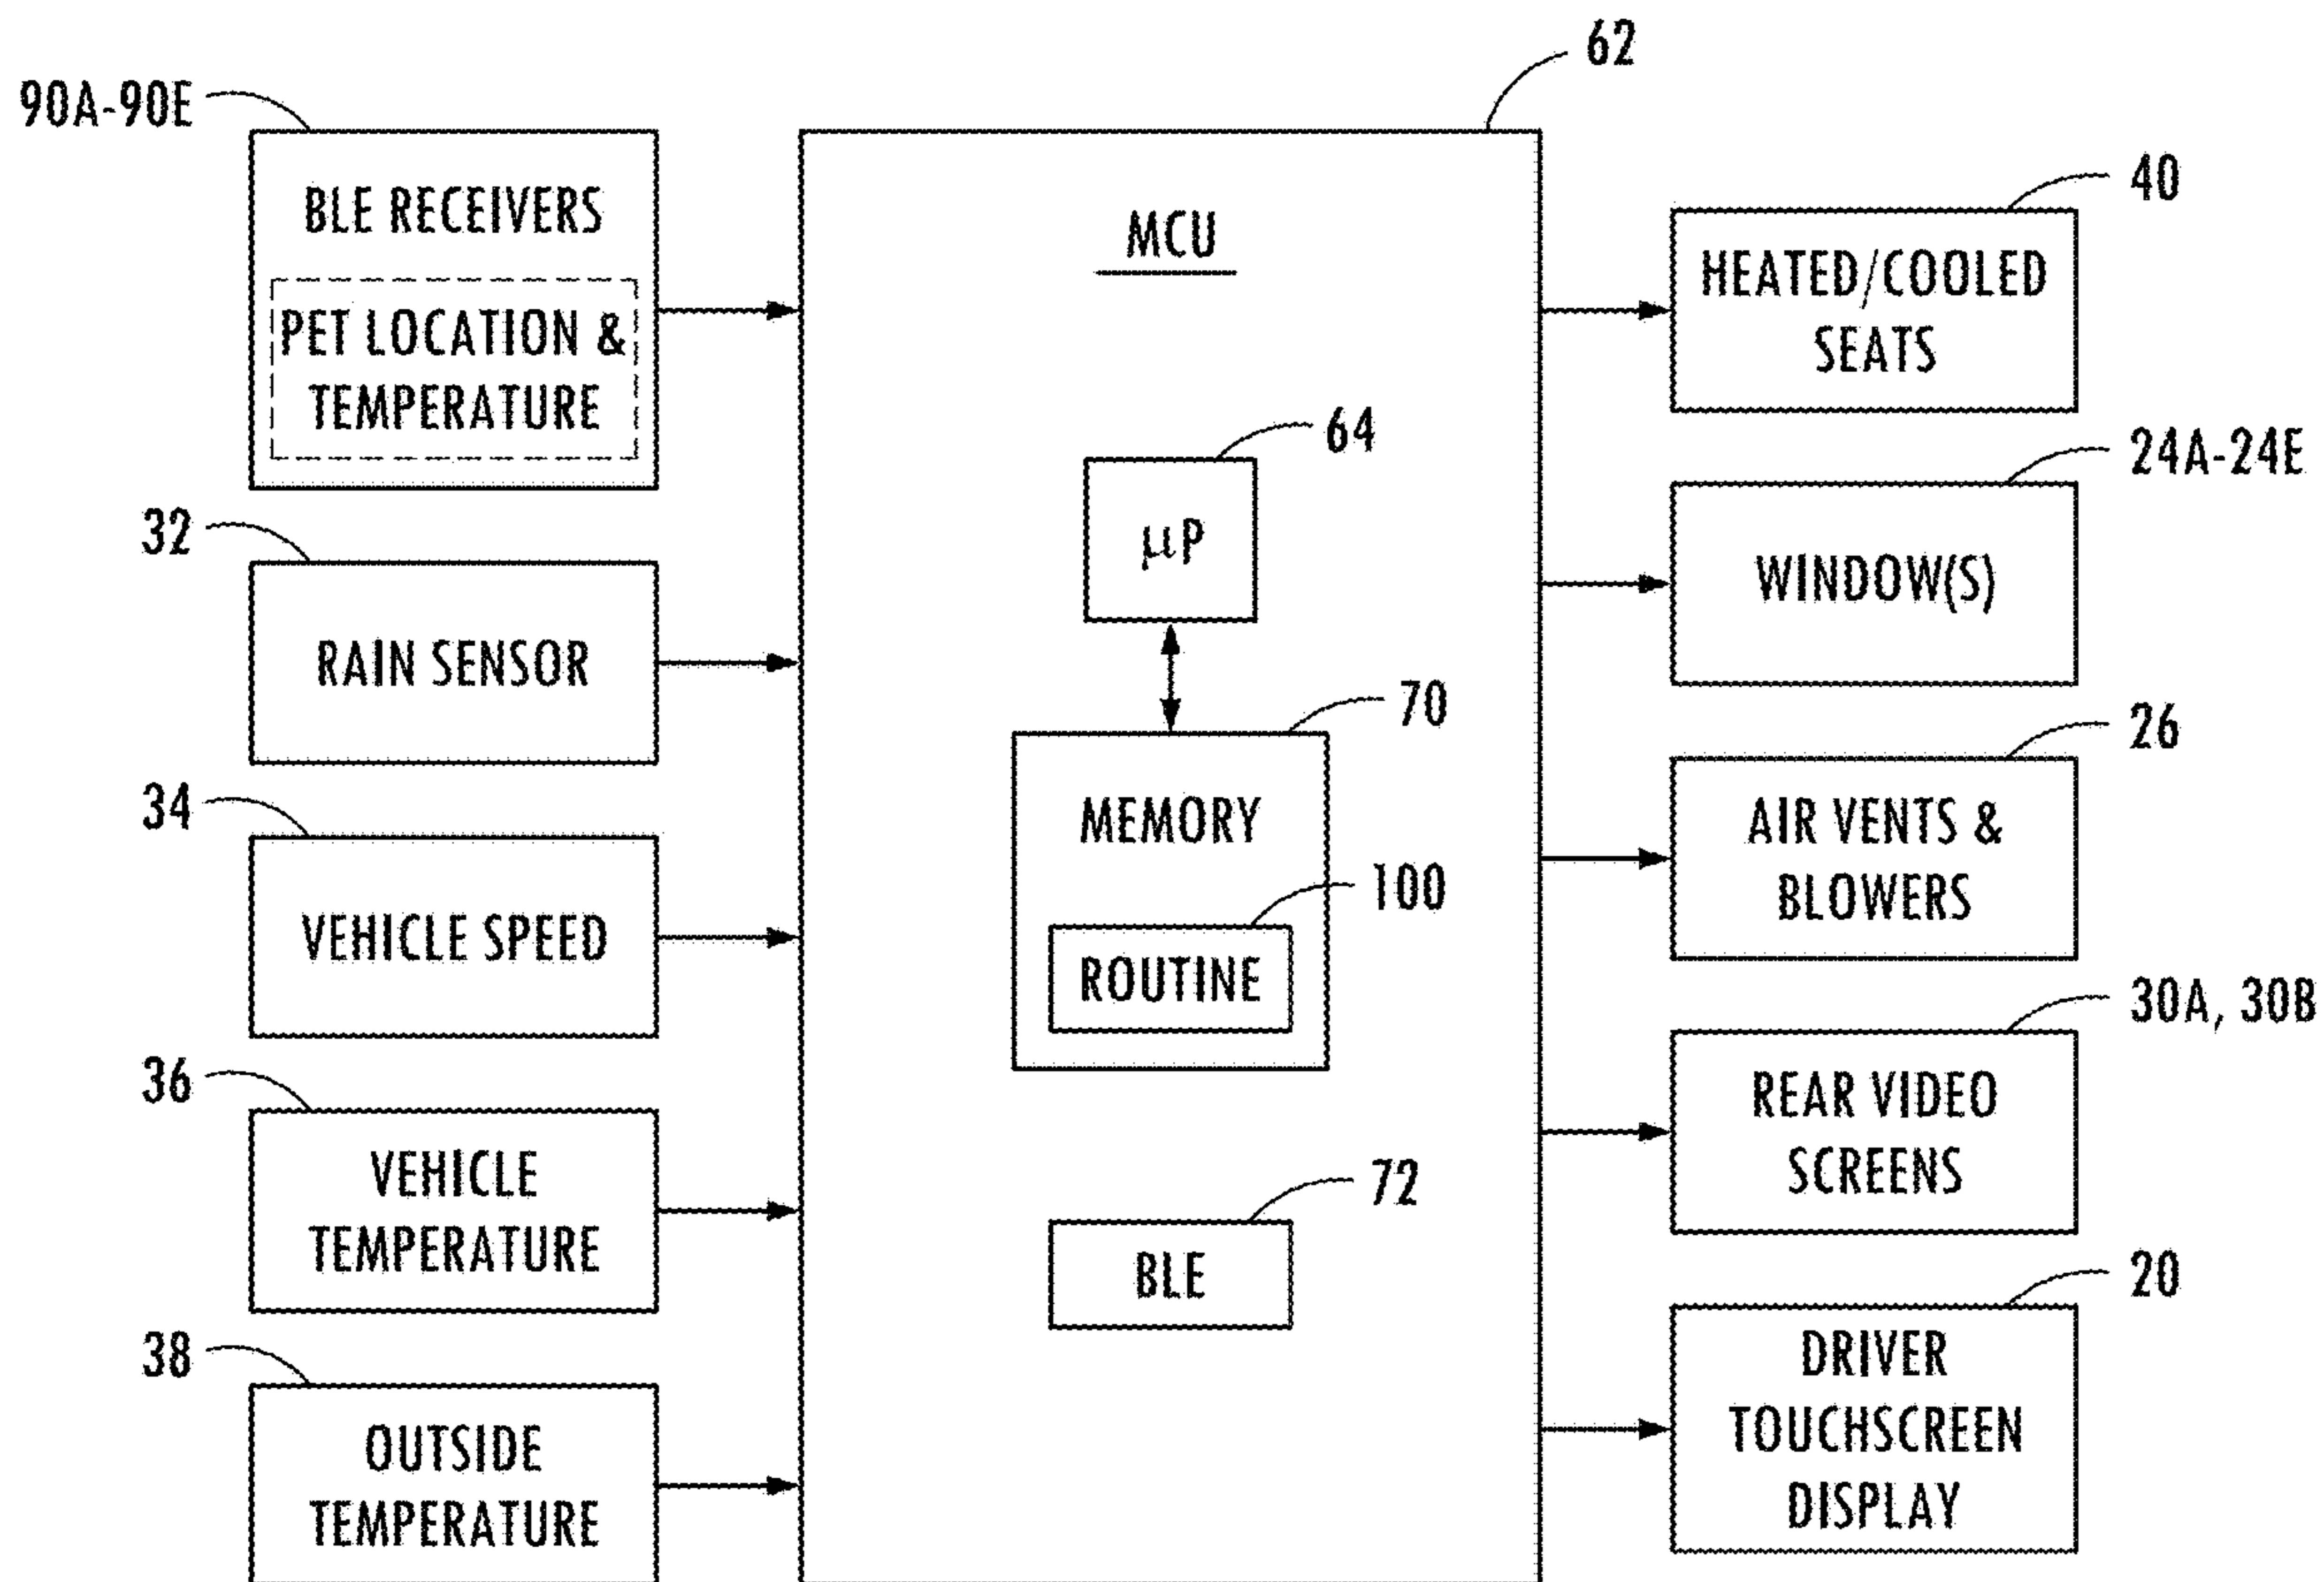 62
90A-90E
BLE RECEIVERS
PET LOCATION &
TEMPERATURE
32
RAIN SENSOR
34
VEHICLE SPEED
36
VEHICLE
TEMPERATURE
38
OUTSIDE
TEMPERATURE
MCU
64
μP
70
MEMORY
100
ROUTINE
72
BLE
40
HEATED/COOLED
SEATS
24A-24E
WINDOW(S)
26
AIR VENTS &
BLOWERS
30A, 30B
REAR VIDEO
SCREENS
20
DRIVER
TOUCHSCREEN
DISPLAY